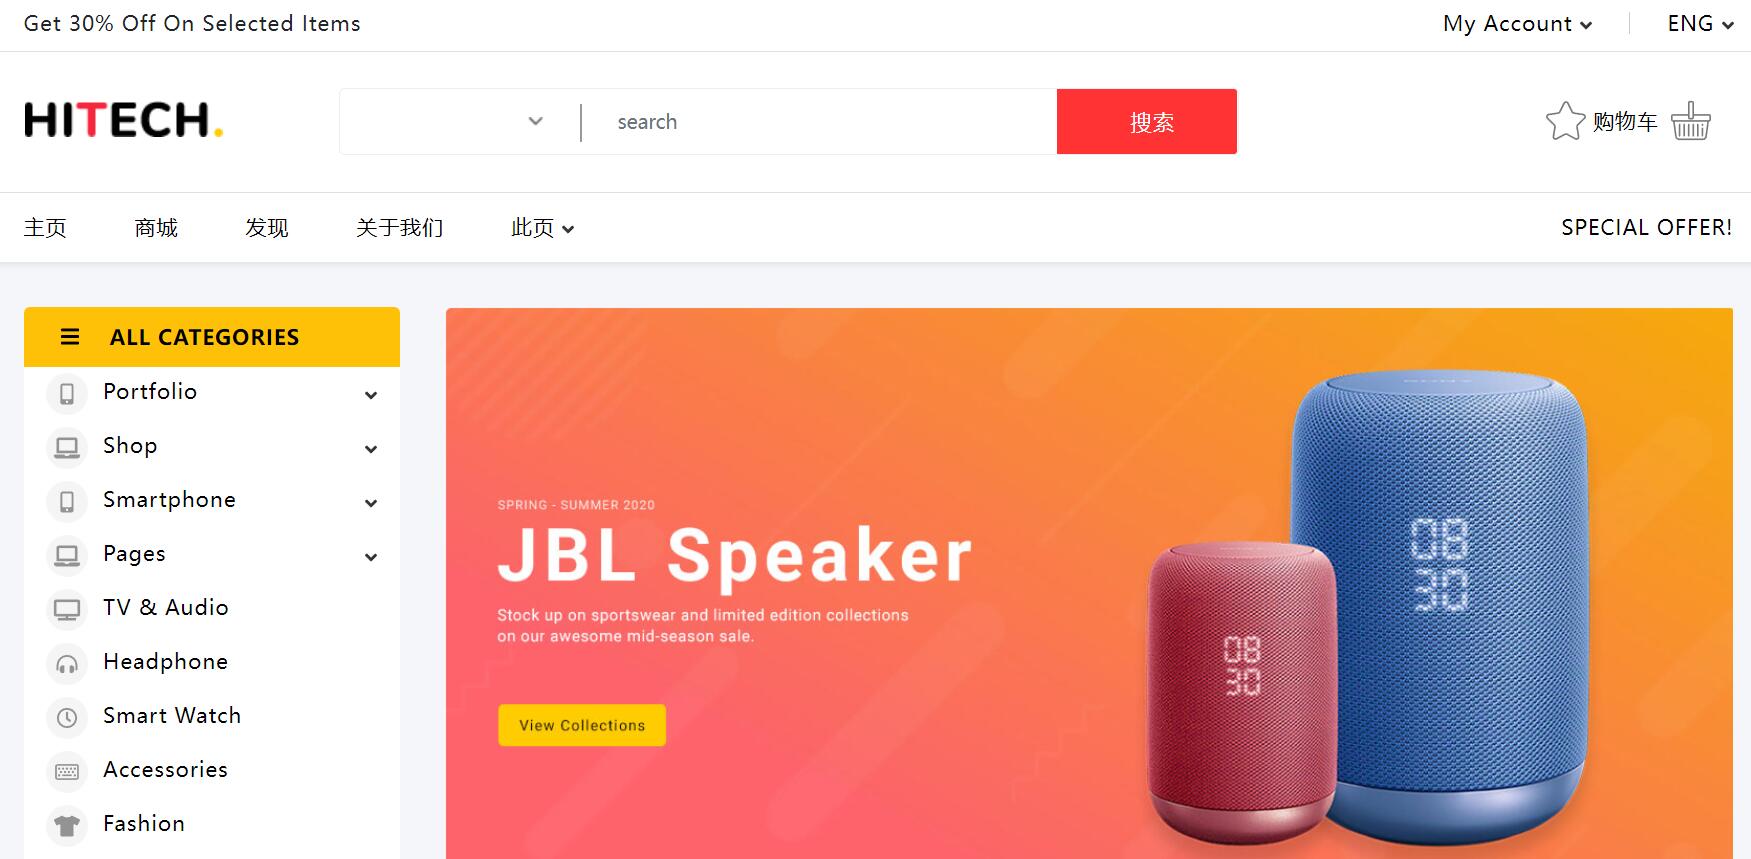 Get 30% Off On Selected Items
My Account
ENG
HITECH.
search
搜索
购物车
主页
商城
发现
关于我们
此页
SPECIAL OFFER!
ALL CATEGORIES
Portfolio
Shop
Smartphone
Pages
TV & Audio
Headphone
Smart Watch
Accessories
Fashion
SPRING - SUMMER 2020
JBL Speaker
Stock up on sportswear and limited edition collections
on our awesome mid-season sale.
View Collections
SONY
08
30
08
30